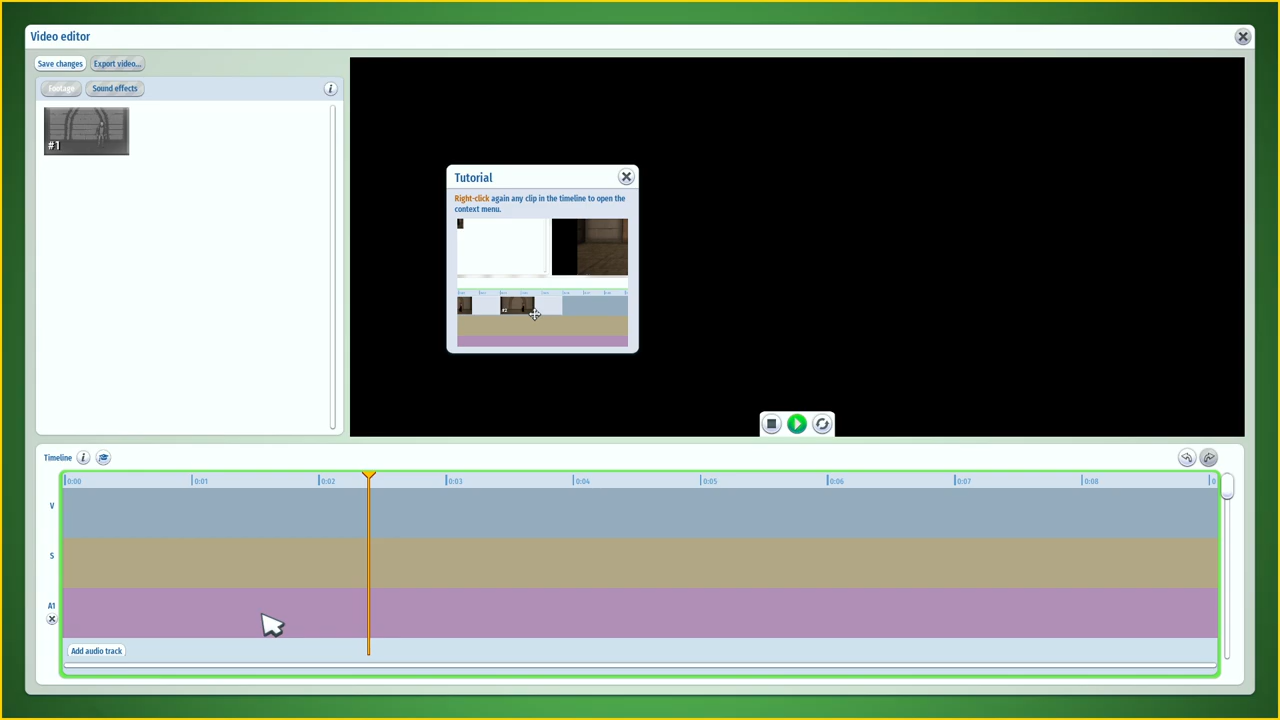 Video editor
Save changes
Export video...
Footage
Sound effects
#1
Tutorial
Right-click again any clip in the timeline to open the
context menu.
Timeline
0:00
0:01
0:02
0:03
0:04
0:05
0:06
0:07
0:08
0
V
S
A1
Add audio track